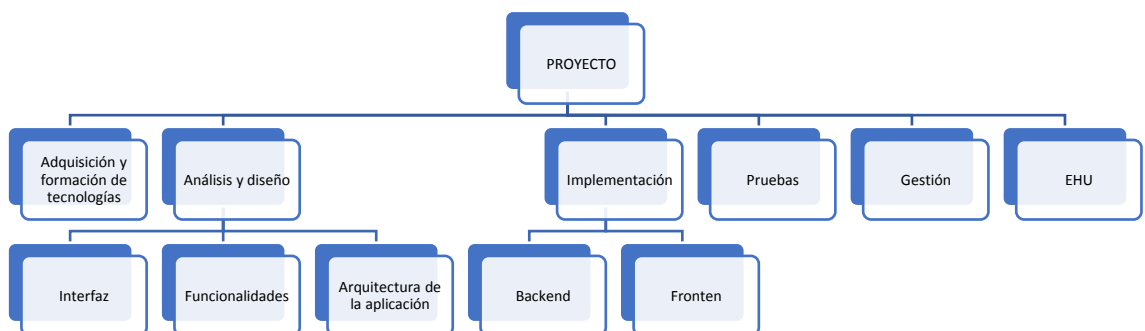 PROYECTO
Adquisición y
formación de
tecnologías
Análisis y diseño
Implementación
Pruebas
Gestión
EHU
Interfaz
Funcionalidades
Arquitectura de
la aplicación
Backend
Fronten